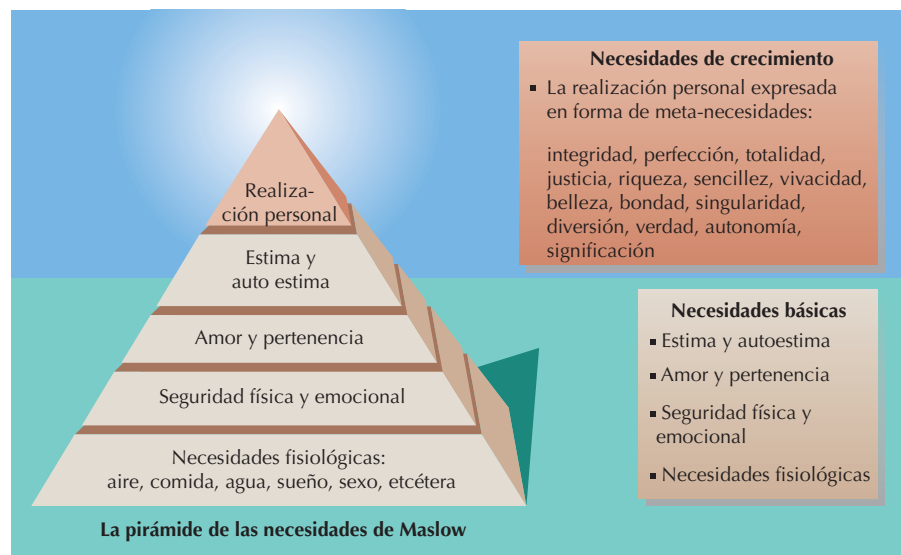 Realiza-
ción personal
Estima y
auto estima
Amor y pertenencia
Seguridad física y emocional
Necesidades fisiológicas:
aire, comida, agua, sueño, sexo, etcétera
La pirámide de las necesidades de Maslow
Necesidades de crecimiento
▪ La realización personal expresada
en forma de meta-necesidades:
integridad, perfección, totalidad,
justicia, riqueza, sencillez, vivacidad,
belleza, bondad, singularidad,
diversión, verdad, autonomía,
significación
Necesidades básicas
▪ Estima y autoestima
▪ Amor y pertenencia
▪ Seguridad física y
emocional
▪ Necesidades fisiológicas